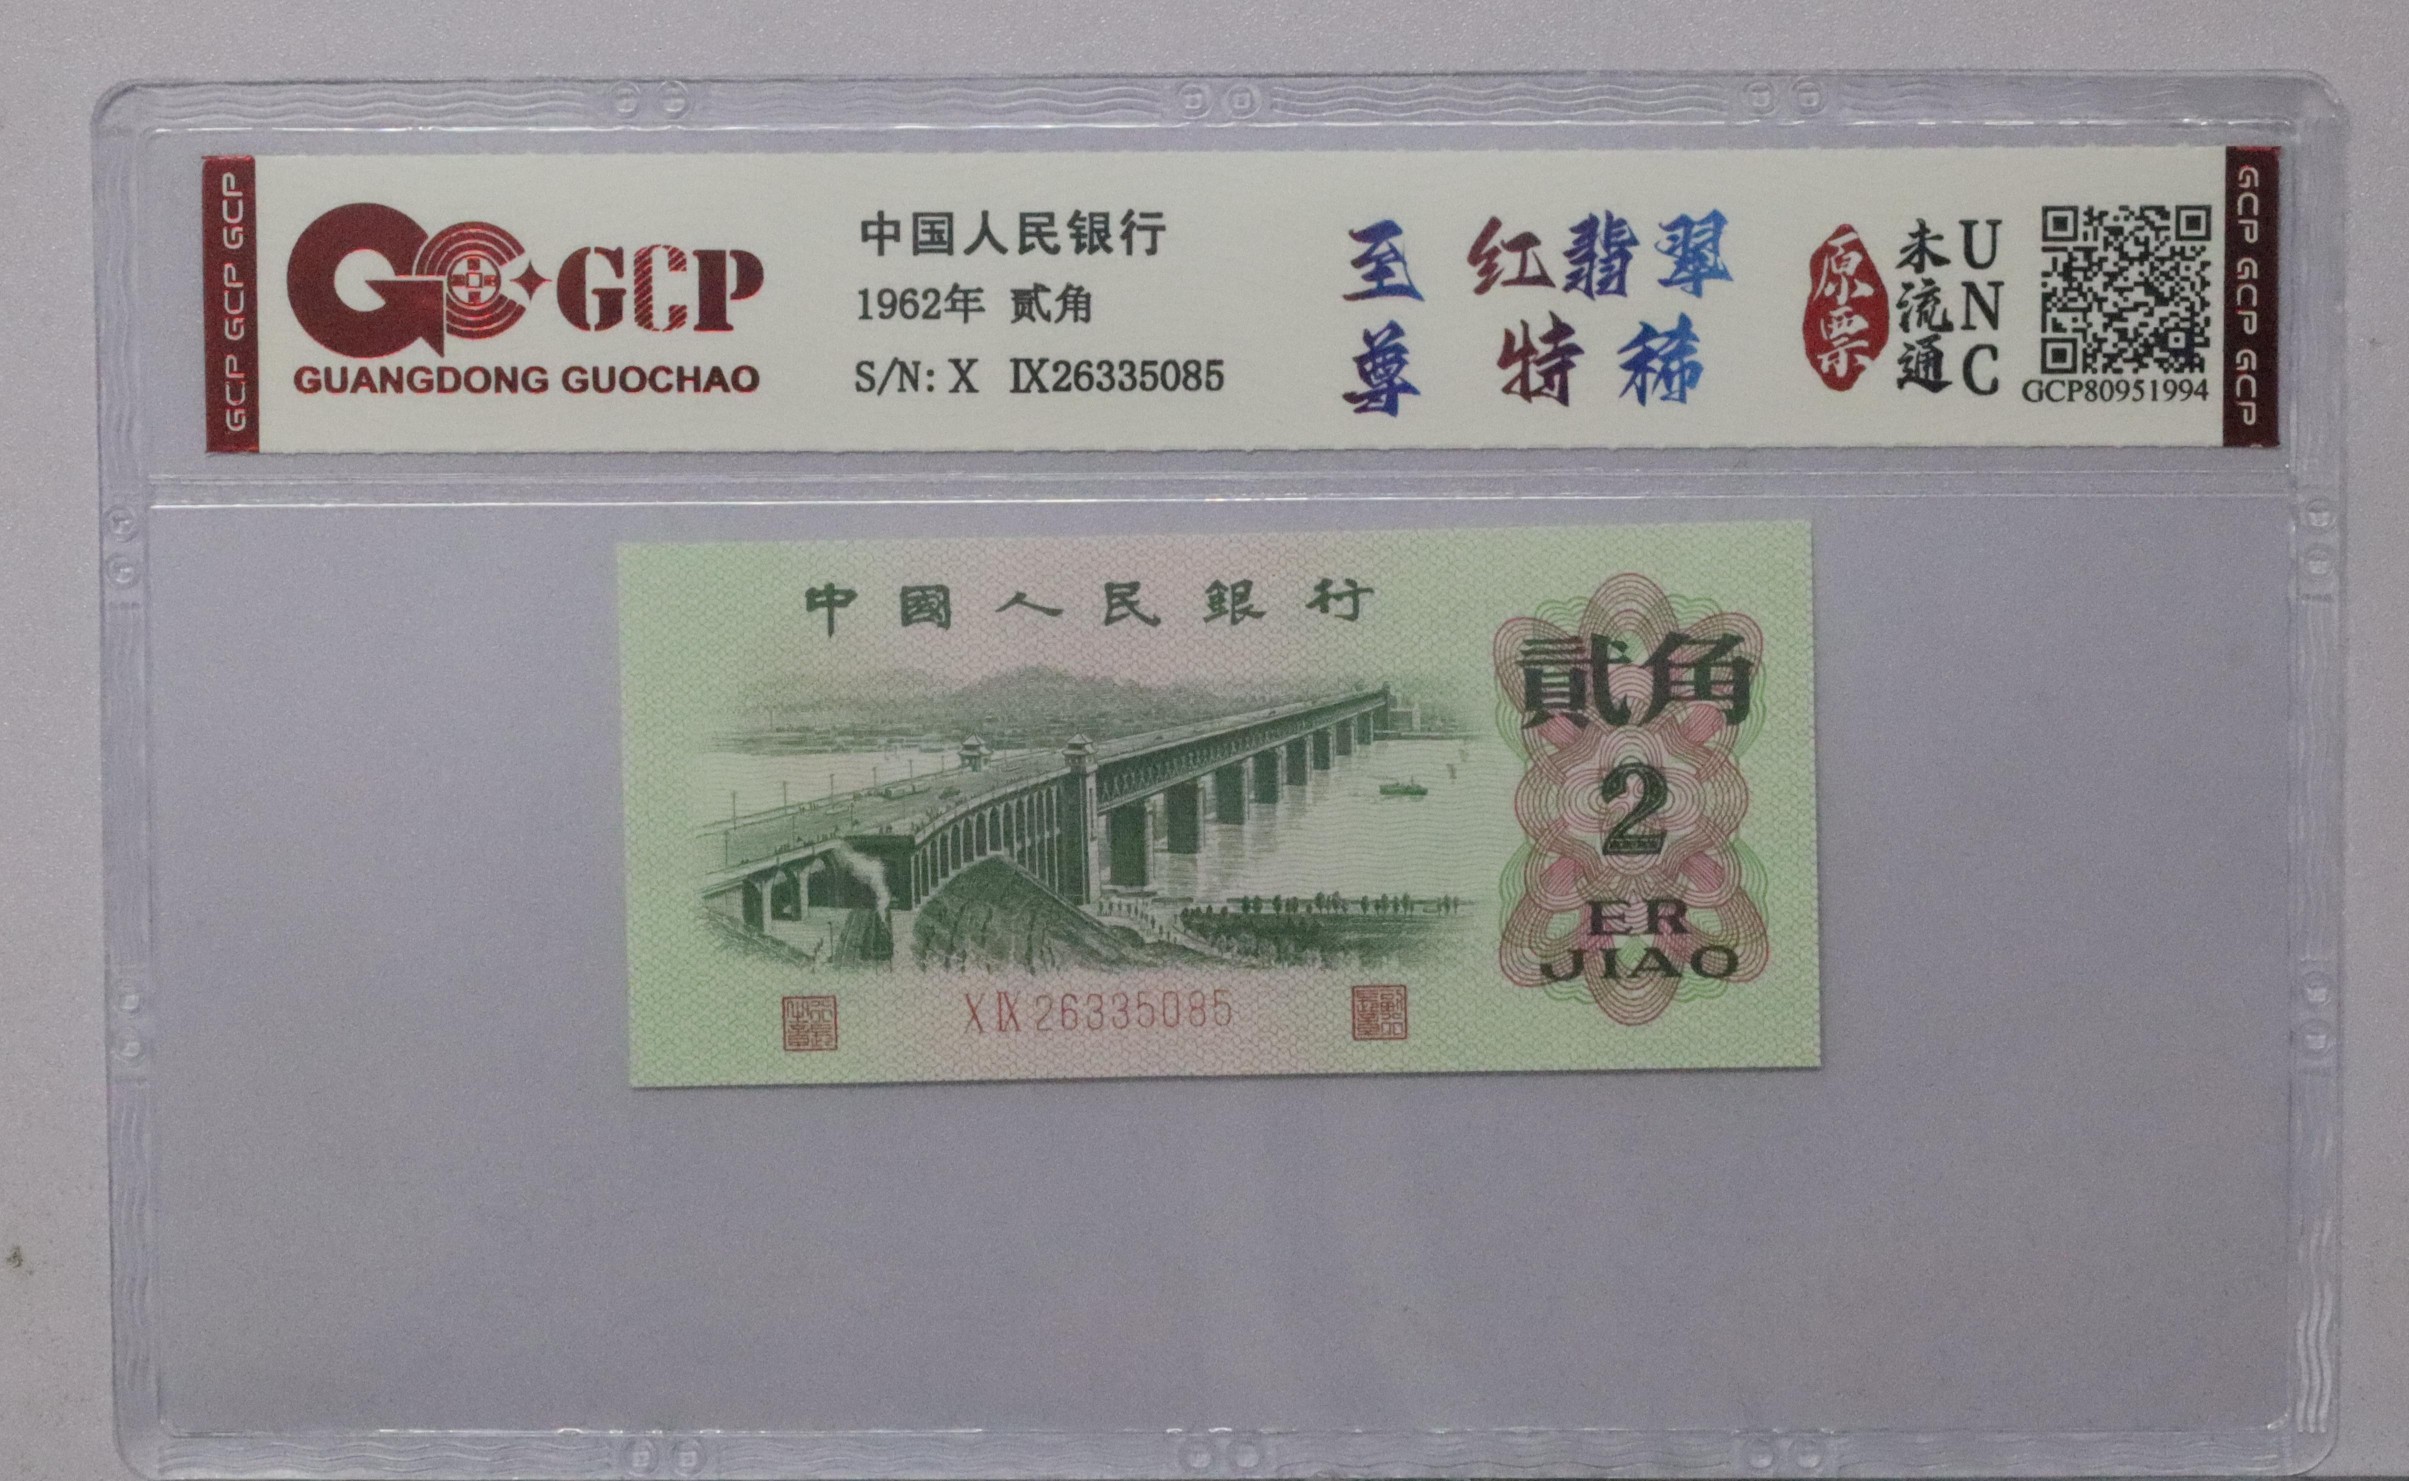 GCP GCP GCP
GCP
GUANGDONG GUOCHAO
中国人民银行
1962年 贰角
S/N: X Ⅸ26335085
至尊
红翡翠
特稀
原票
未流通
UNC
GCP80951994
GCP GCP GCP
中國人民銀行
貳角
2
ER
JIAO
X Ⅸ 26335085